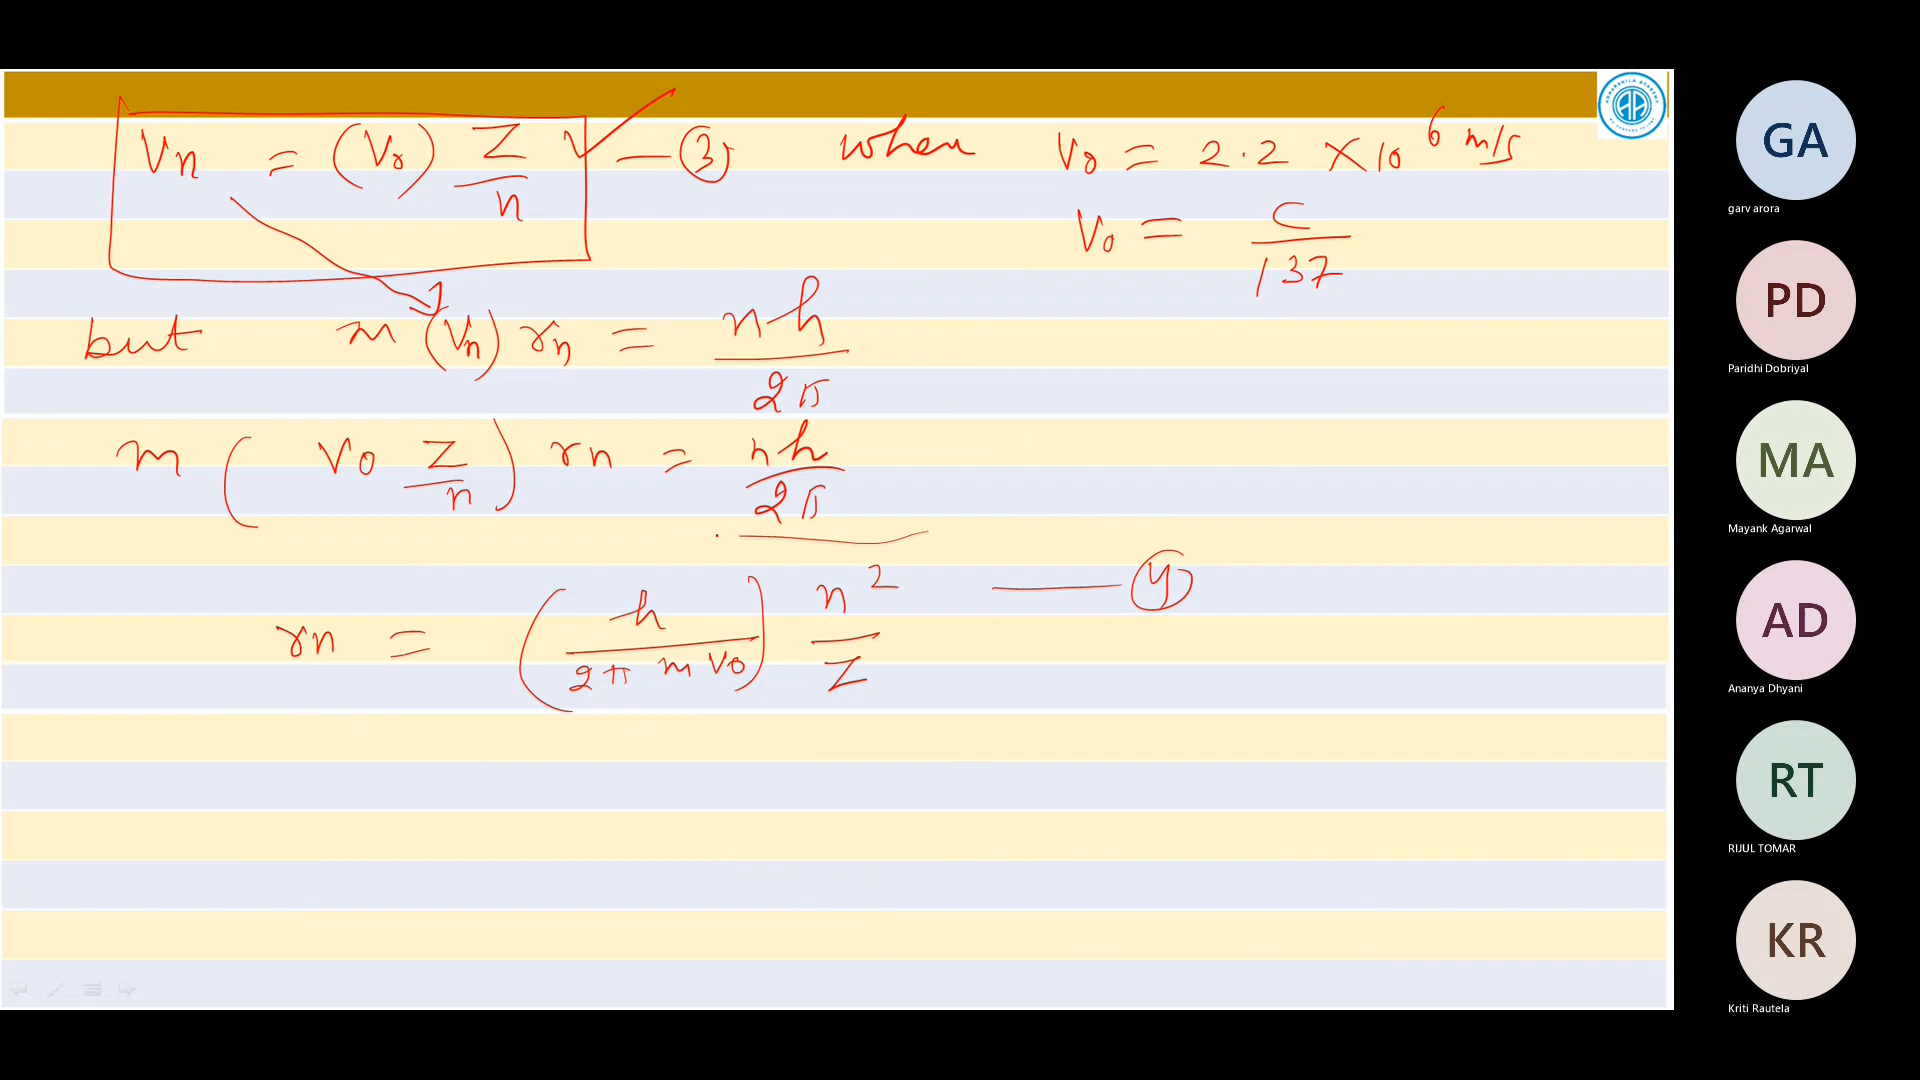 Vn = (V₀) Z/n ✓ — (3) when V₀ = 2.2 × 10⁶ m/s
V₀ = c/137
but m (Vn) rn = nh/2π
m ( V₀ Z/n ) rn = nh/2π
rn = ( h / 2π m V₀ ) n²/Z — (4)
GA
garv arora
PD
Paridhi Dobriyal
MA
Mayank Agarwal
AD
Ananya Dhyani
RT
RIJUL TOMAR
KR
Kriti Rautela